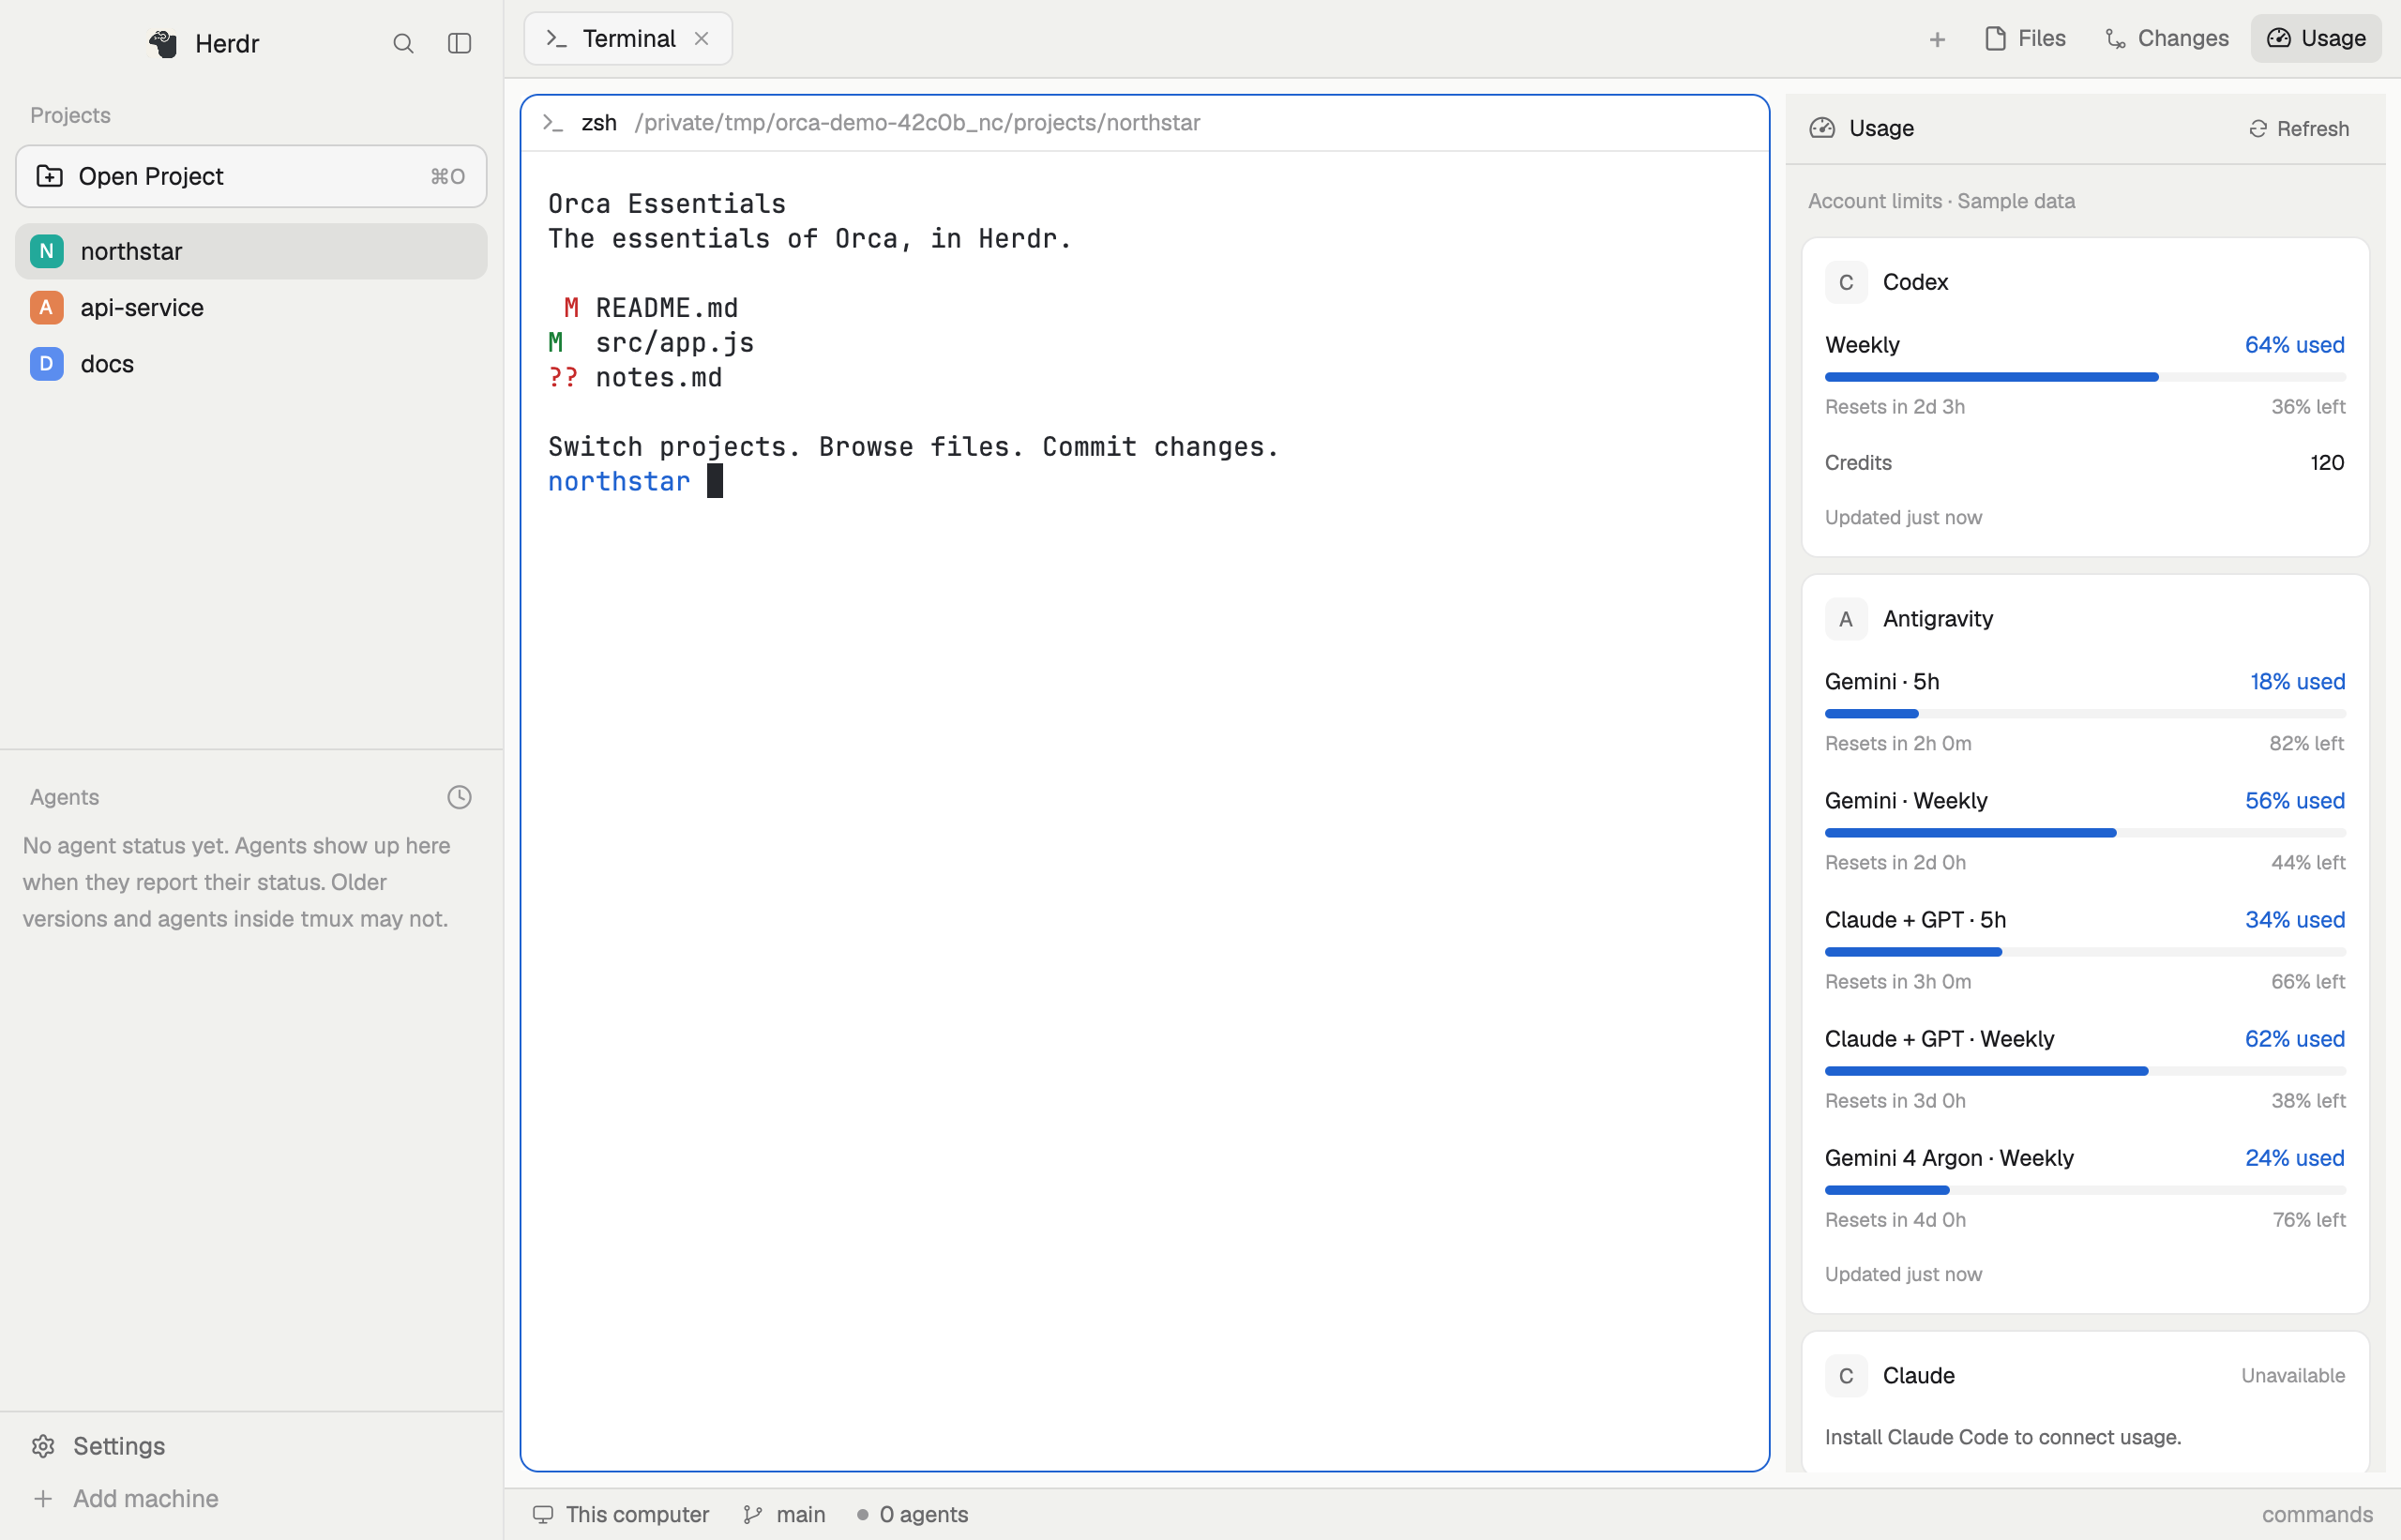 Herdr
Projects
Open Project ⌘O
N northstar
A api-service
D docs
Agents
No agent status yet. Agents show up here
when they report their status. Older
versions and agents inside tmux may not.
Settings
+ Add machine
>_ Terminal ×
+ Files Changes Usage
>_ zsh /private/tmp/orca-demo-42c0b_nc/projects/northstar
Orca Essentials
The essentials of Orca, in Herdr.
M README.md
M src/app.js
?? notes.md
Switch projects. Browse files. Commit changes.
northstar
Usage Refresh
Account limits · Sample data
C Codex
Weekly 64% used
Resets in 2d 3h 36% left
Credits 120
Updated just now
A Antigravity
Gemini · 5h 18% used
Resets in 2h 0m 82% left
Gemini · Weekly 56% used
Resets in 2d 0h 44% left
Claude + GPT · 5h 34% used
Resets in 3h 0m 66% left
Claude + GPT · Weekly 62% used
Resets in 3d 0h 38% left
Gemini 4 Argon · Weekly 24% used
Resets in 4d 0h 76% left
Updated just now
C Claude Unavailable
Install Claude Code to connect usage.
This computer main 0 agents commands